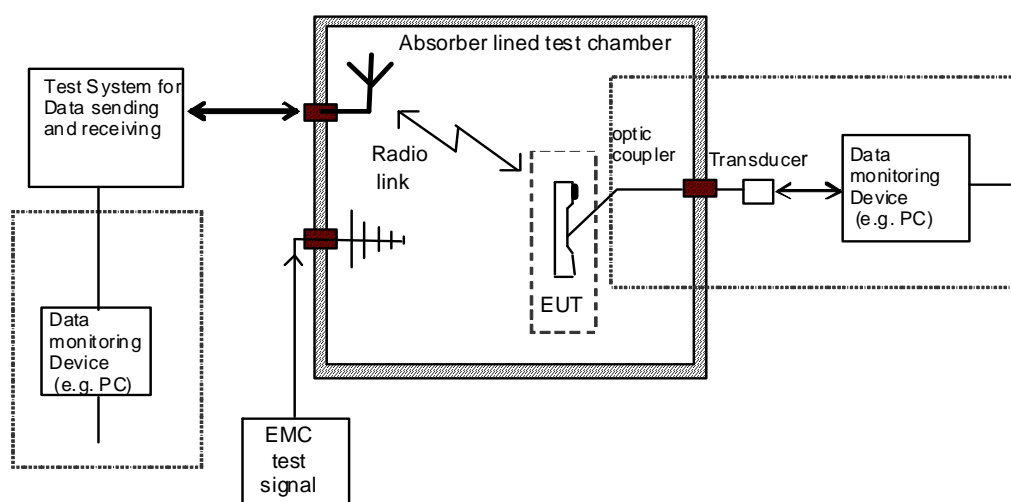 Absorber lined test chamber
Test System for
Data sending
and receiving
Radio
link
optic
coupler
Transducer
Data
monitoring
Device
(e.g. PC)
EUT
Data
monitoring
Device
(e.g. PC)
EMC
test
signal